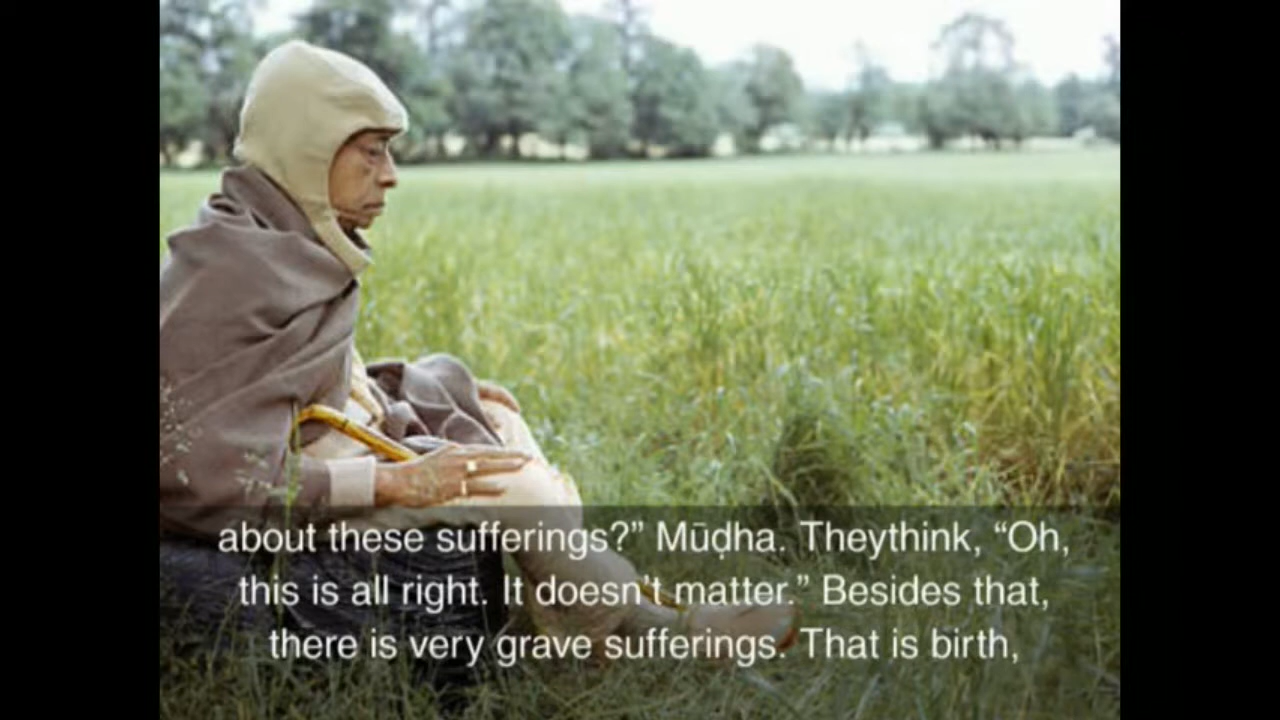 about these sufferings?” Mūḍha. Theythink, “Oh,
this is all right. It doesn’t matter.” Besides that,
there is very grave sufferings. That is birth,